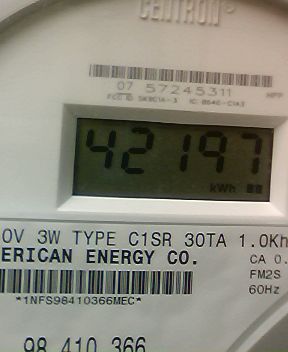 CENTRON
07 57245311
42197
kWh
0V 3W TYPE C1SR 30TA 1.0Kh
ERICAN ENERGY CO. CA 0.
FM2S
*1NFS98410366MEC* 60Hz
98 410 366